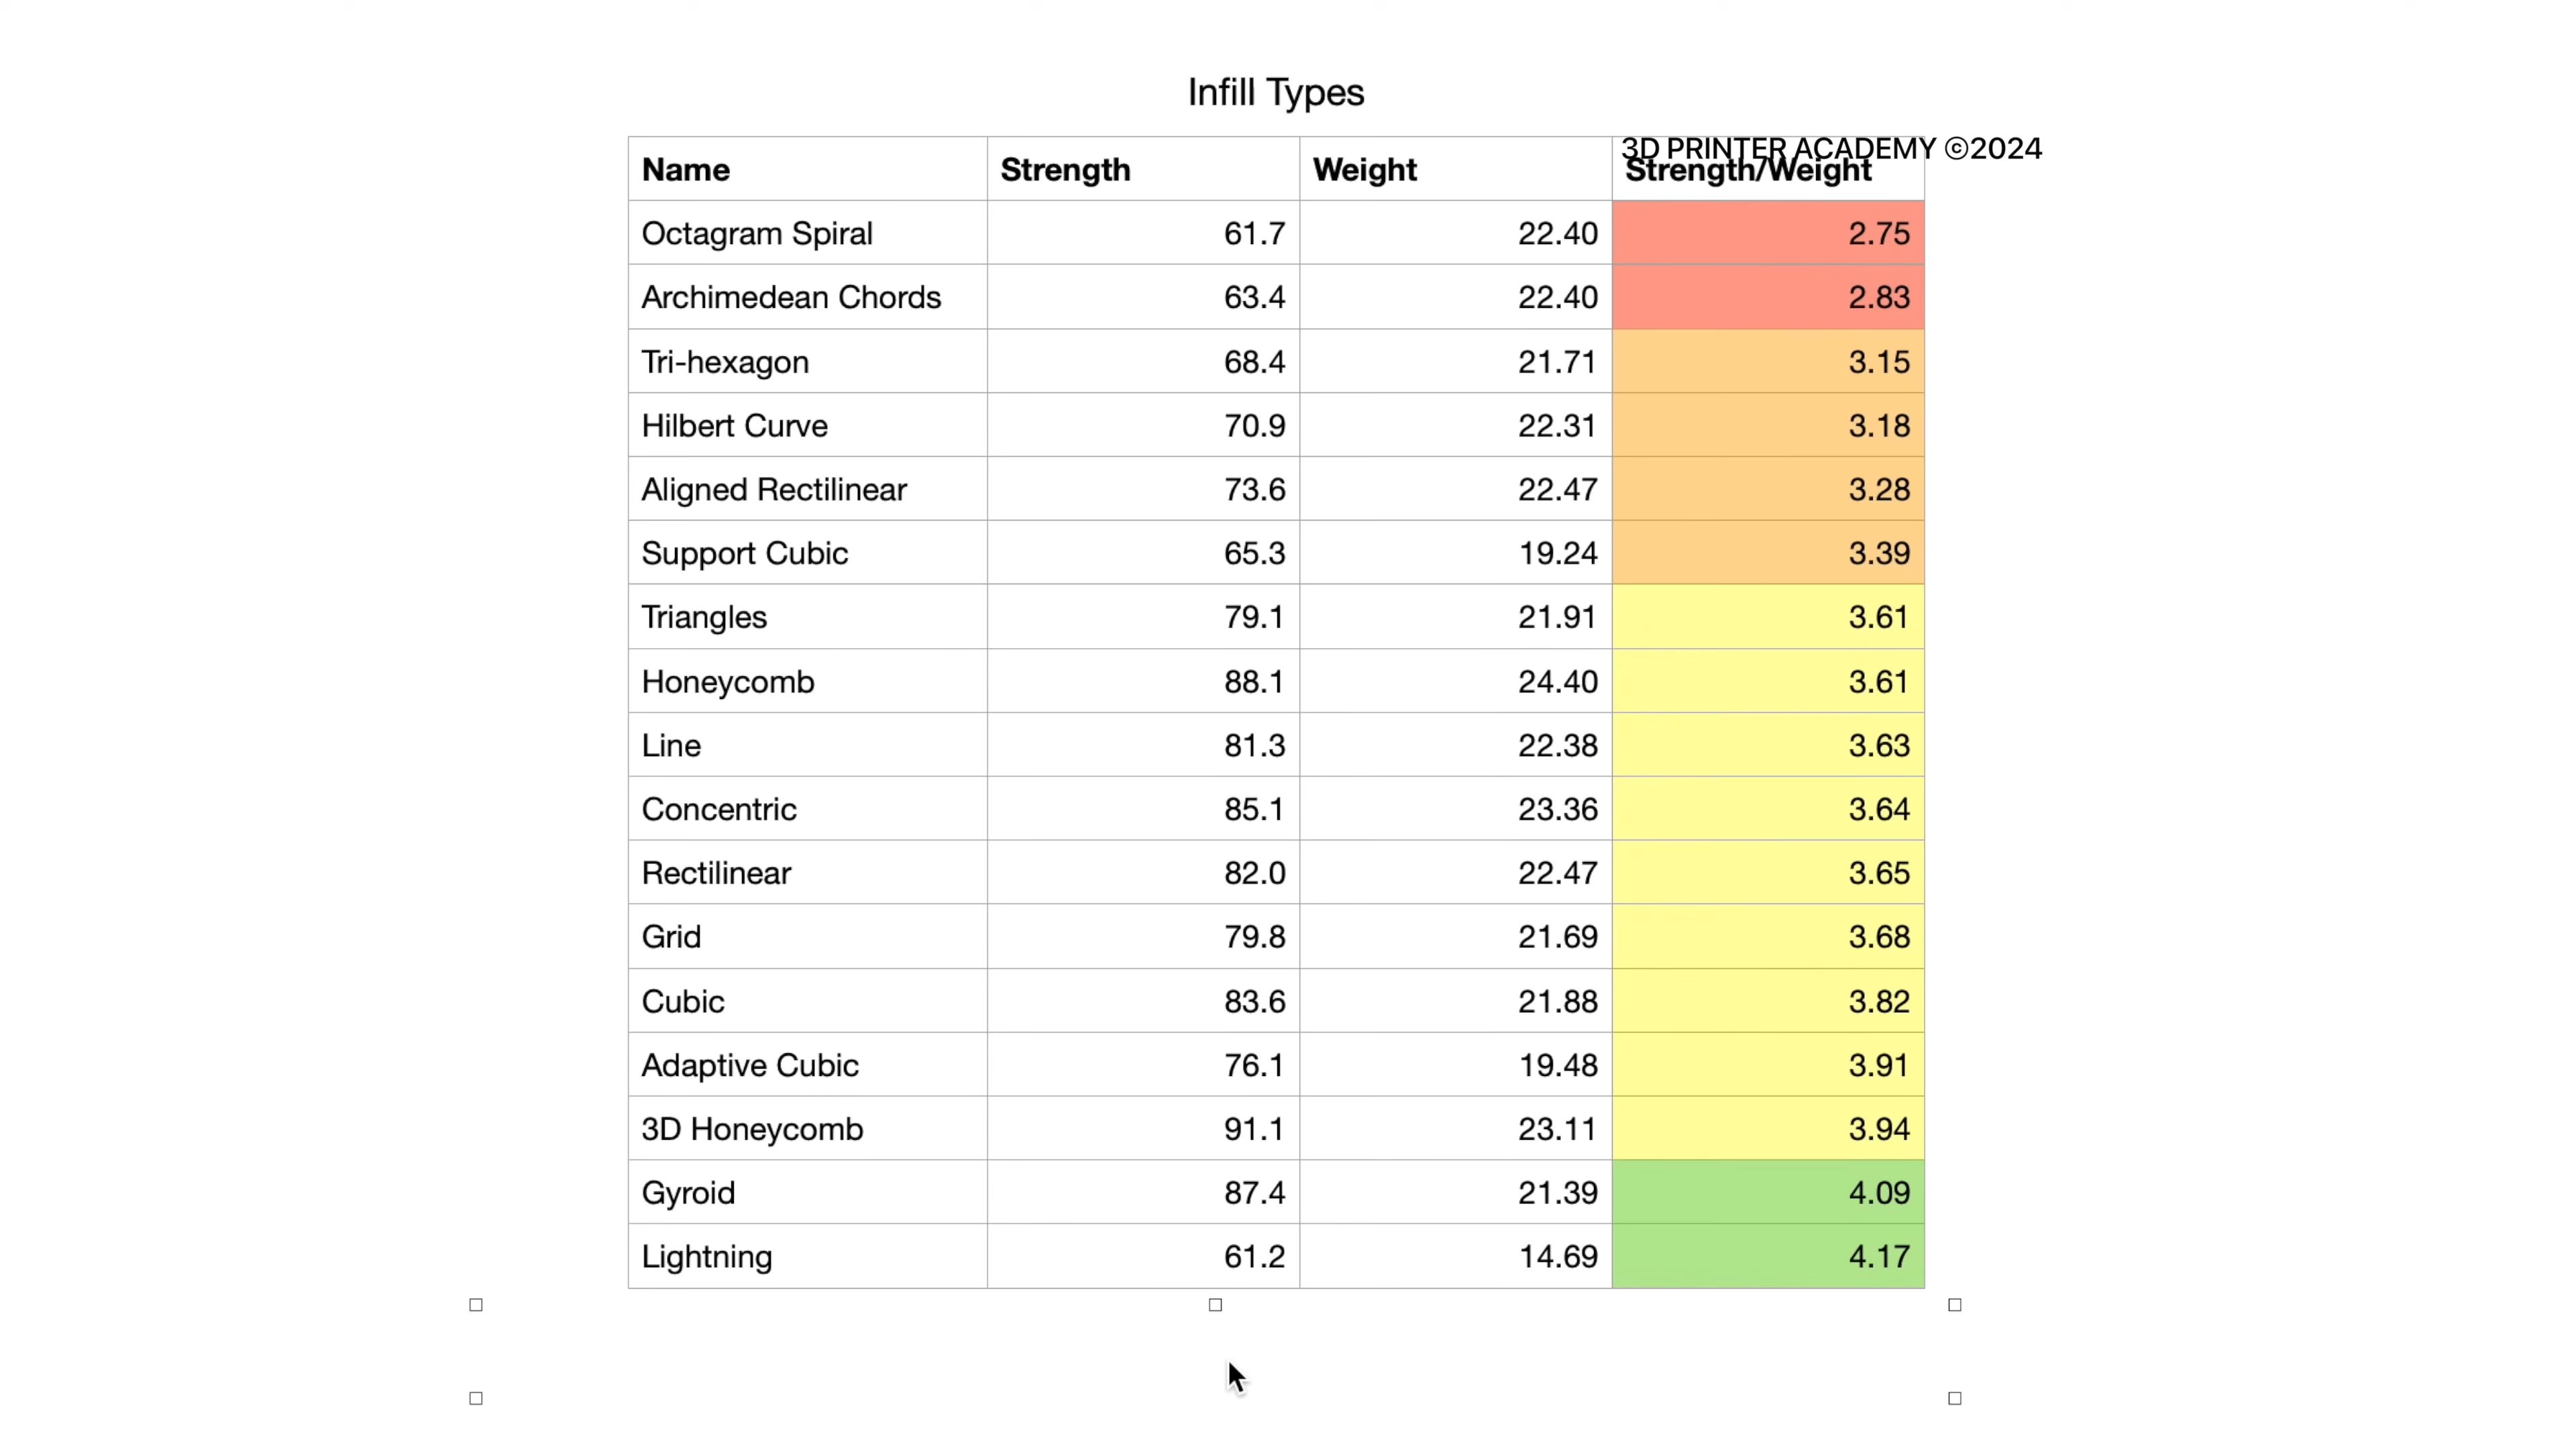 Infill Types
3D PRINTER ACADEMY ©2024
Name Strength Weight Strength/Weight
Octagram Spiral 61.7 22.40 2.75
Archimedean Chords 63.4 22.40 2.83
Tri-hexagon 68.4 21.71 3.15
Hilbert Curve 70.9 22.31 3.18
Aligned Rectilinear 73.6 22.47 3.28
Support Cubic 65.3 19.24 3.39
Triangles 79.1 21.91 3.61
Honeycomb 88.1 24.40 3.61
Line 81.3 22.38 3.63
Concentric 85.1 23.36 3.64
Rectilinear 82.0 22.47 3.65
Grid 79.8 21.69 3.68
Cubic 83.6 21.88 3.82
Adaptive Cubic 76.1 19.48 3.91
3D Honeycomb 91.1 23.11 3.94
Gyroid 87.4 21.39 4.09
Lightning 61.2 14.69 4.17